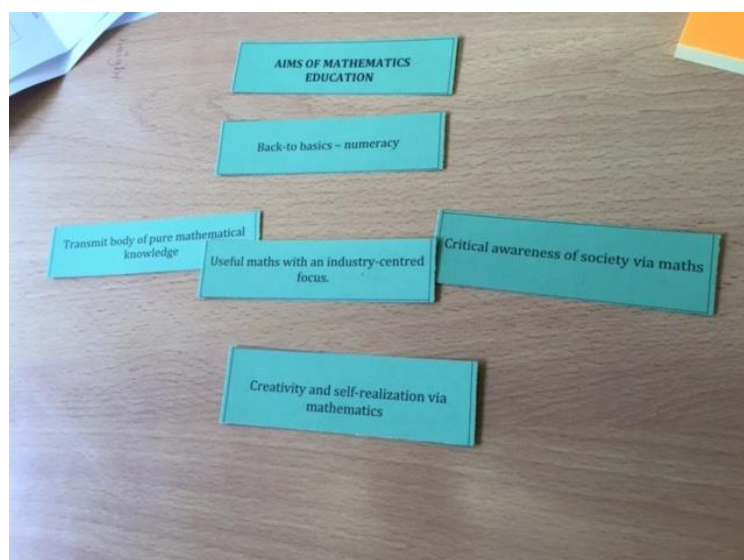 AIMS OF MATHEMATICS
EDUCATION
Back-to basics – numeracy
Transmit body of pure mathematical
knowledge
Useful maths with an industry-centred
focus.
Critical awareness of society via maths
Creativity and self-realization via
mathematics